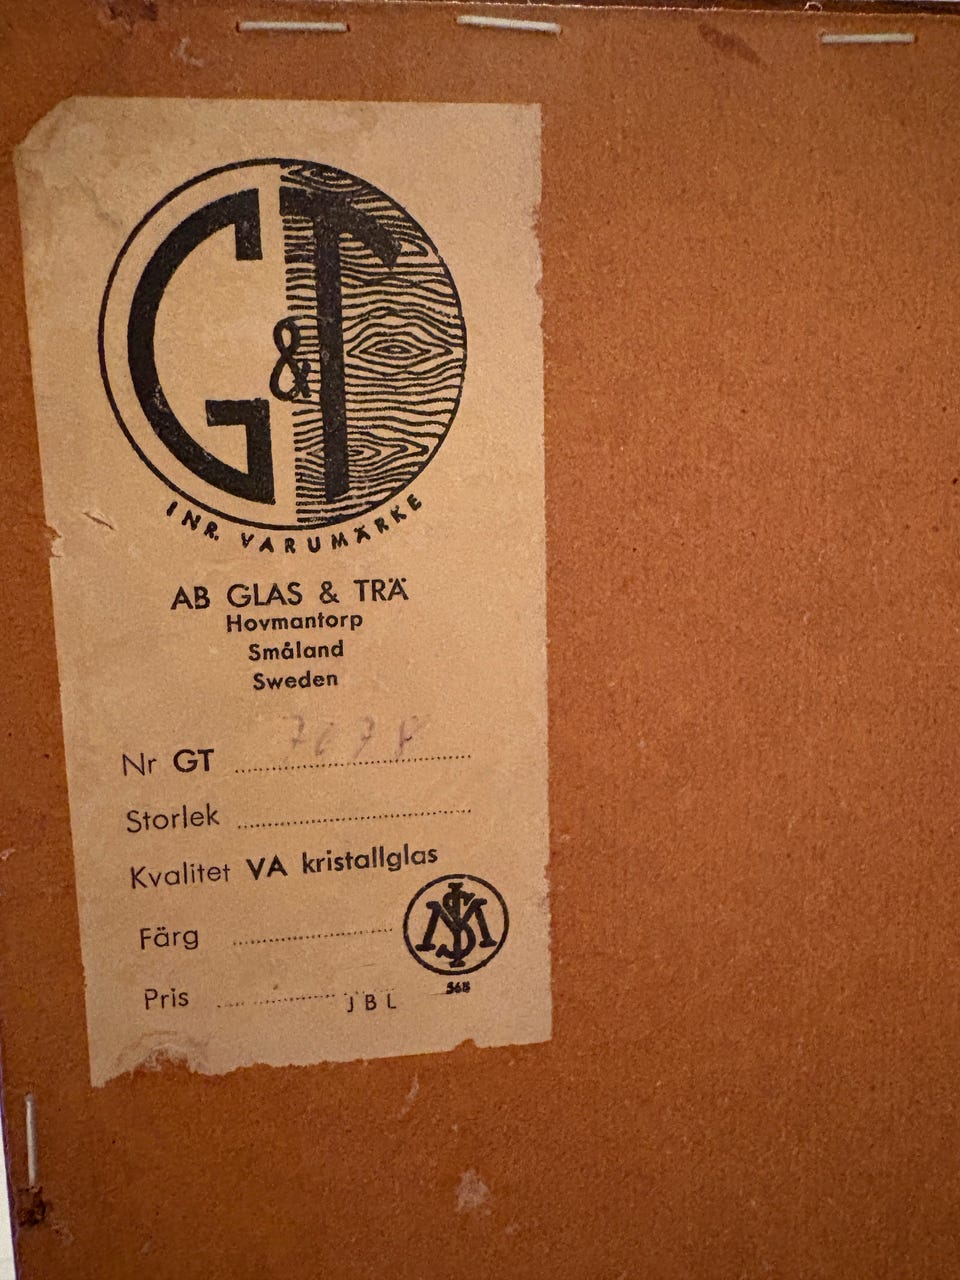 G&T
INR. VARUMÄRKE
AB GLAS & TRÄ
Hovmantorp
Småland
Sweden
Nr GT
Storlek
Kvalitet VA kristallglas
Färg
Pris
JBL